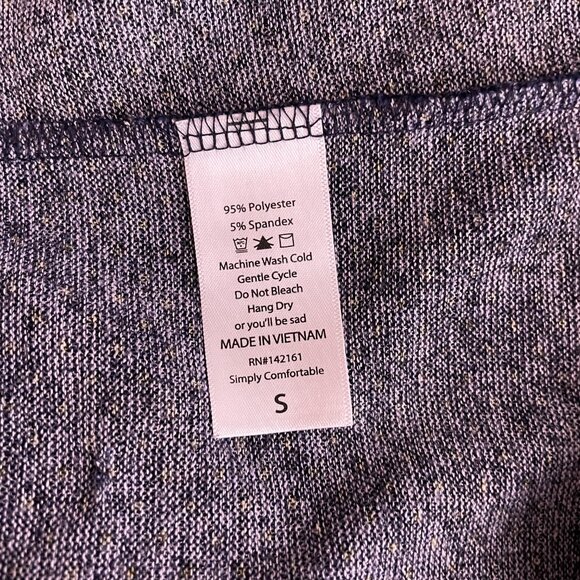 95% Polyester
5% Spandex
Machine Wash Cold
Gentle Cycle
Do Not Bleach
Hang Dry
or you'll be sad
MADE IN VIETNAM
RN#142161
Simply Comfortable
S